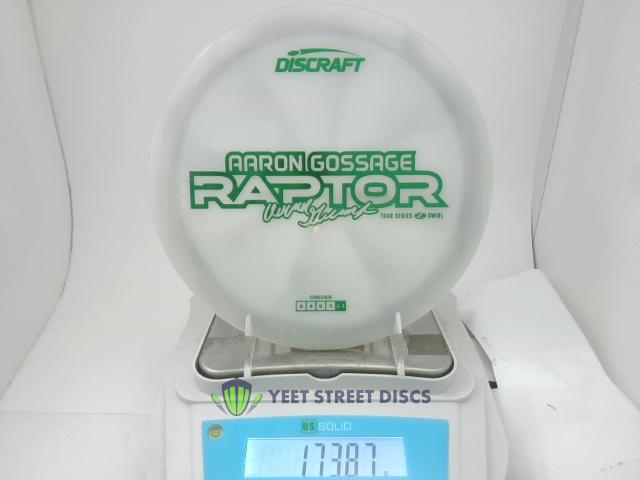 DISCRAFT
AARON GOSSAGE
RAPTOR
TOUR SERIES Z SWIRL
DRIVER
YEET STREET DISCS
US SOLID
173.87 g